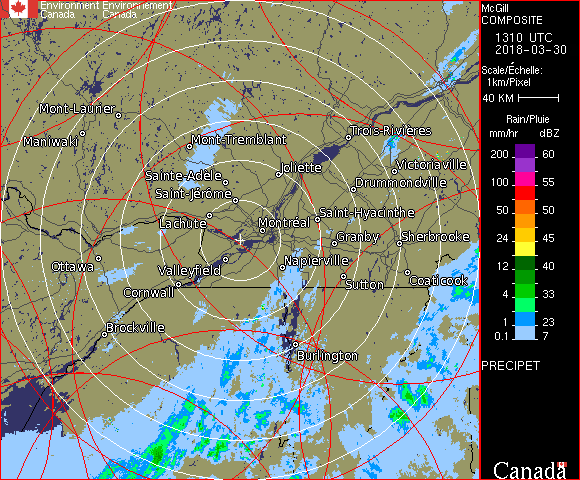 Environment Environnement
Canada Canada
McGill
COMPOSITE
1310 UTC
2018-03-30
Scale/Échelle:
1km/Pixel
40 KM
Rain/Pluie
mm/hr dBZ
200 60
150 57
100 55
50 50
24 45
12 40
4 33
1 23
0.1 7
PRECIPET
Mont-Laurier
Maniwaki
Mont-Tremblant
Trois-Rivières
Victoriaville
Sainte-Adèle
Joliette
Drummondville
Saint-Jérôme
Saint-Hyacinthe
Lachute
Montréal
Granby
Sherbrooke
Ottawa
Valleyfield
Napierville
Cornwall
Sutton
Coaticook
Brockville
Burlington
Canada